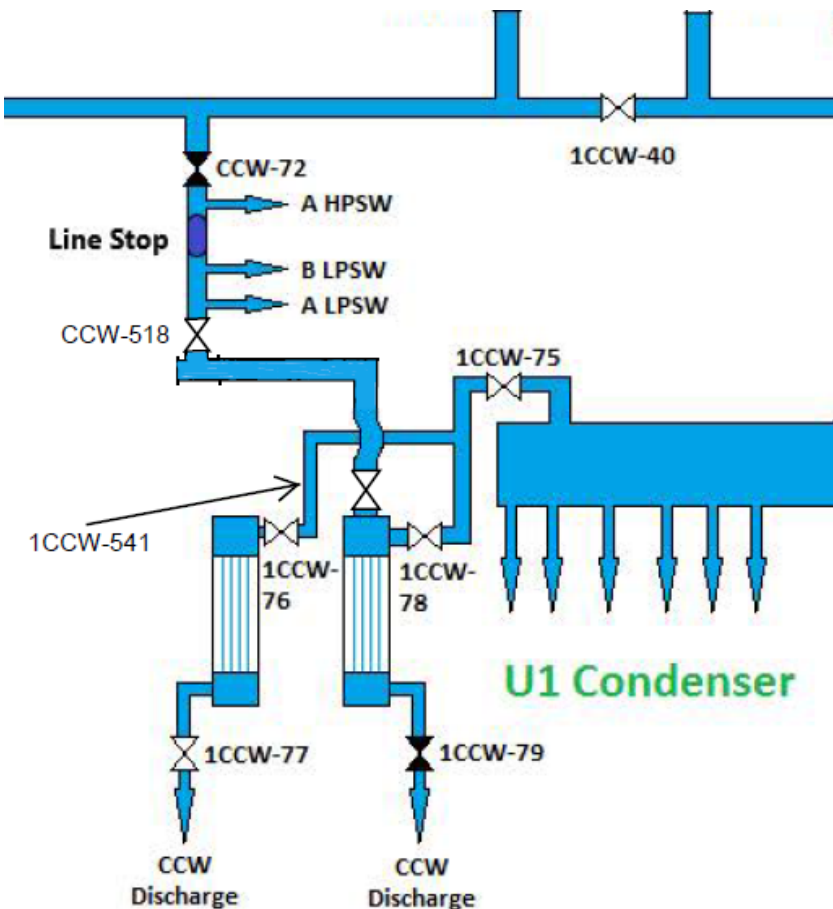 1CCW-40
CCW-72
A HPSW
Line Stop
B LPSW
A LPSW
CCW-518
1CCW-75
1CCW-541
1CCW-
76
1CCW-
78
U1 Condenser
1CCW-77
1CCW-79
CCW
Discharge
CCW
Discharge